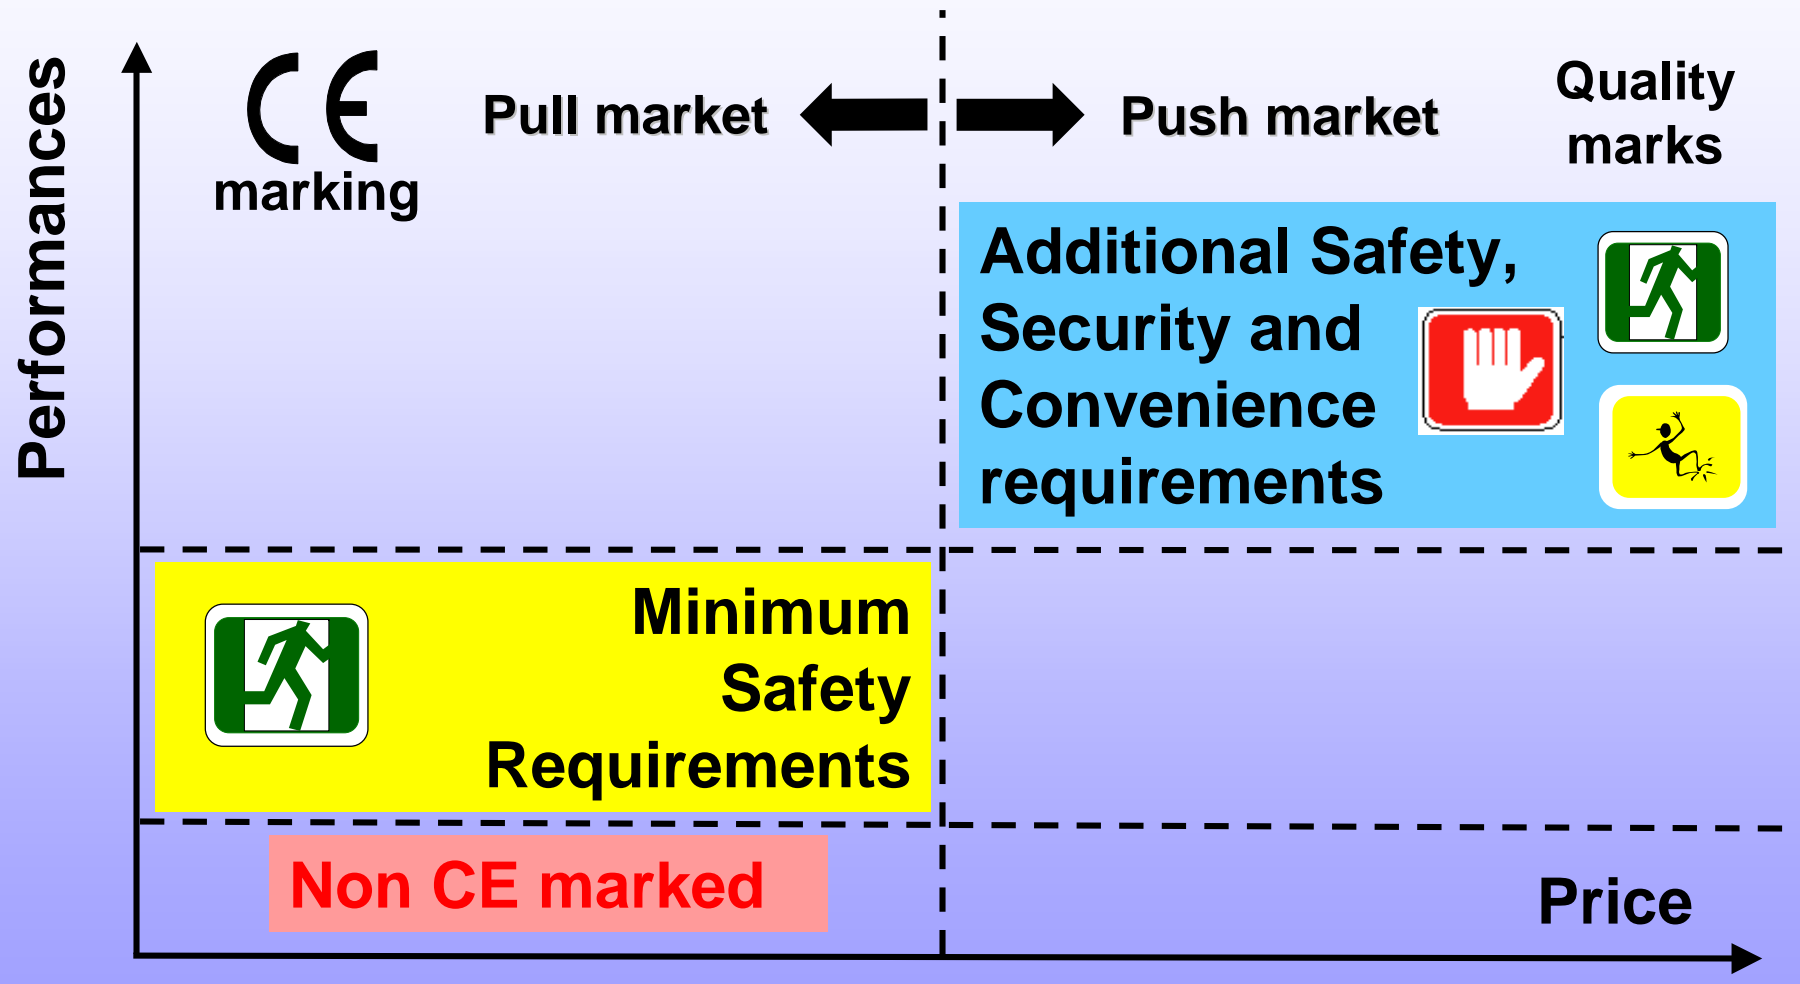 Performances
CE
marking
Pull market
Push market
Quality
marks
Additional Safety,
Security and
Convenience
requirements
Minimum
Safety
Requirements
Non CE marked
Price